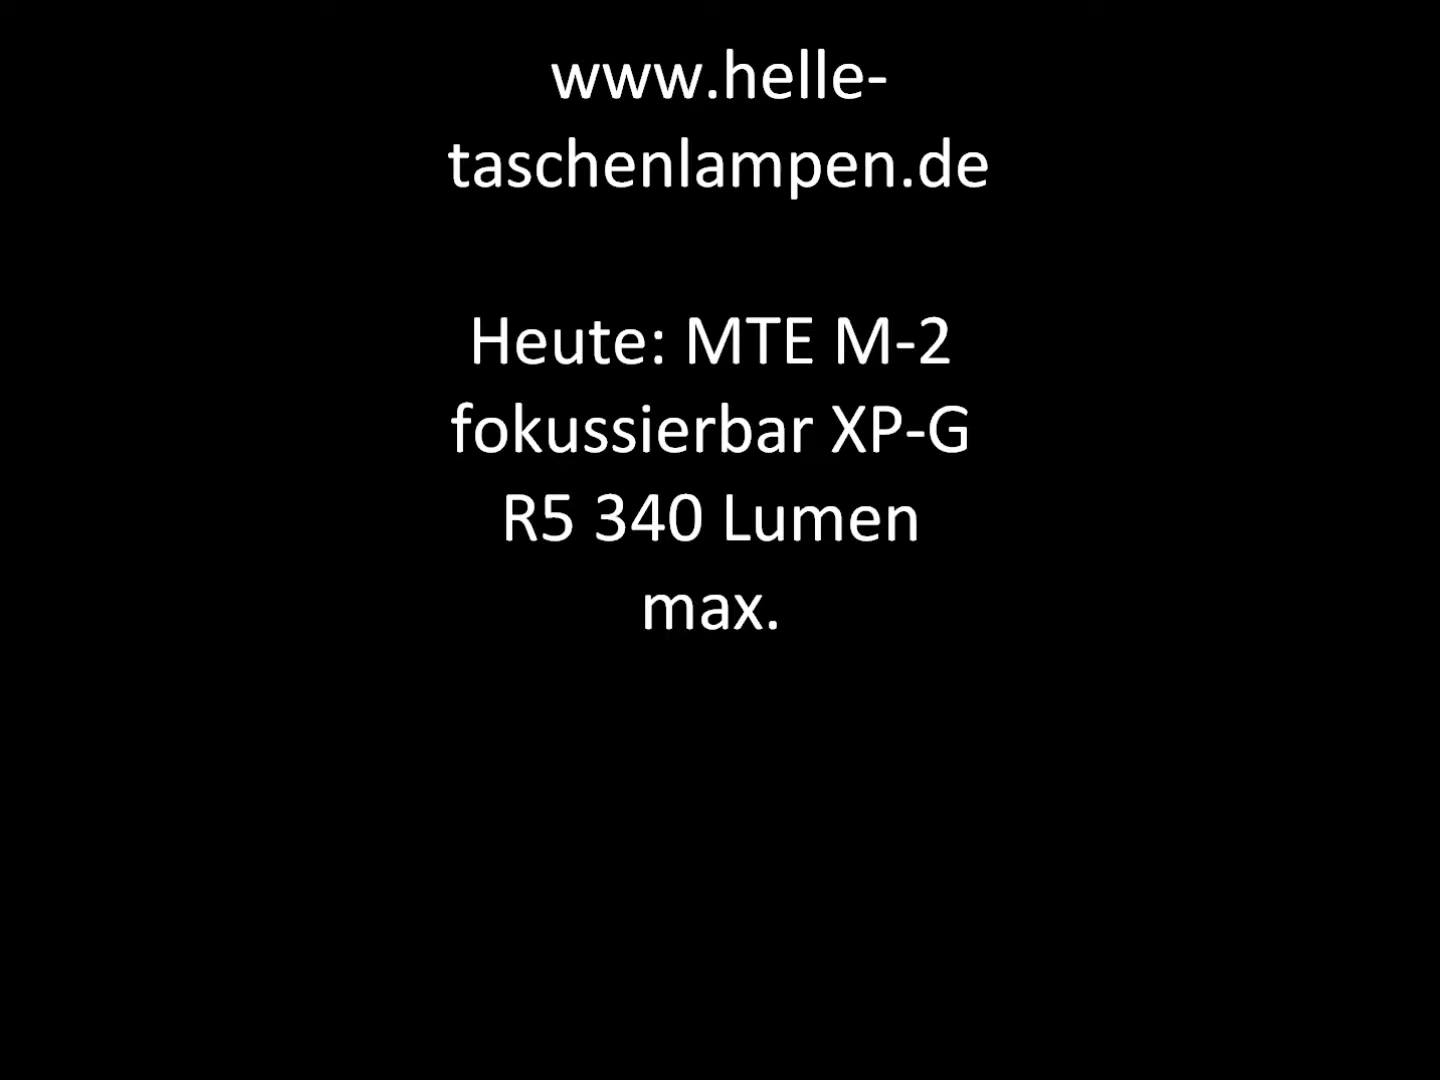 www.helle-
taschenlampen.de
Heute: MTE M-2
fokussierbar XP-G
R5 340 Lumen
max.